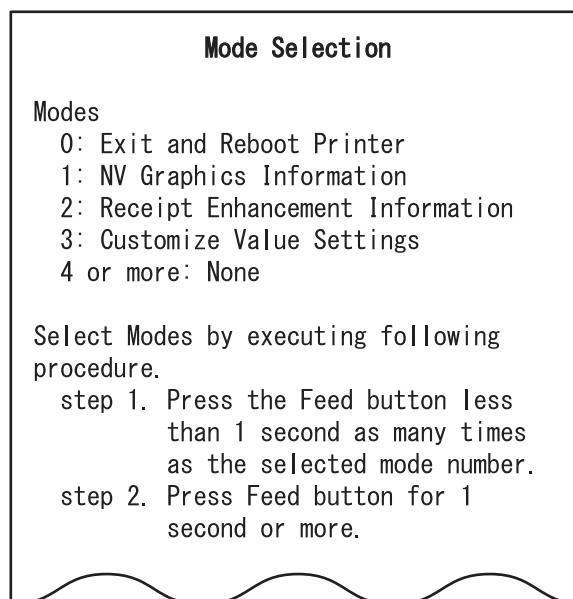 Mode Selection
Modes
0: Exit and Reboot Printer
1: NV Graphics Information
2: Receipt Enhancement Information
3: Customize Value Settings
4 or more: None
Select Modes by executing following
procedure.
step 1. Press the Feed button less
than 1 second as many times
as the selected mode number.
step 2. Press Feed button for 1
second or more.